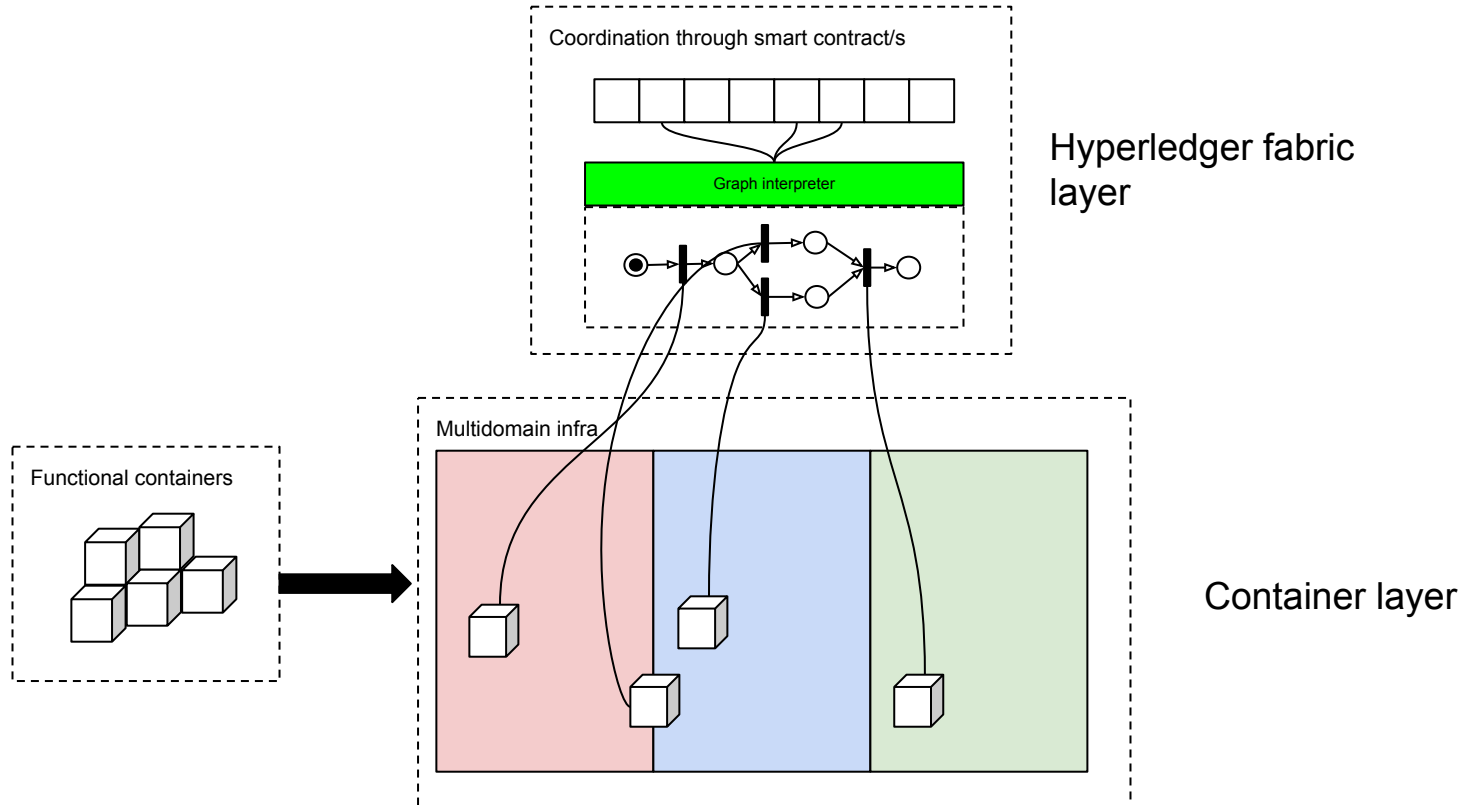 Coordination through smart contract/s
Graph interpreter
Hyperledger fabric
layer
Multidomain infra
Functional containers
Container layer